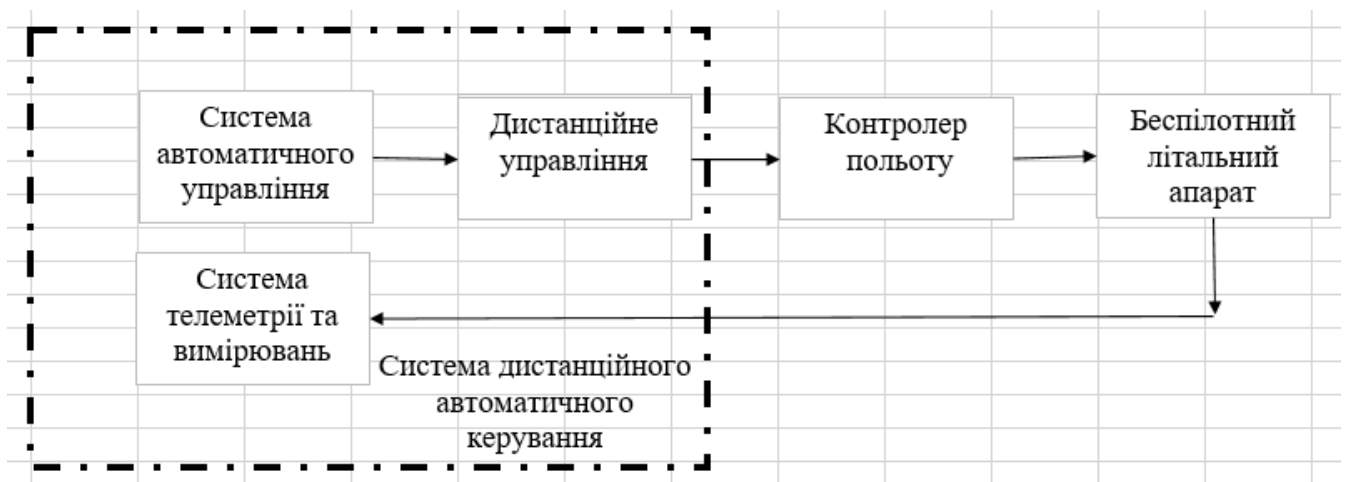 Система
автоматичного
управління
Дистанційне
управління
Контролер
польоту
Беспілотний
літальний
апарат
Система
телеметрії та
вимірювань
Система дистанційного
автоматичного
керування